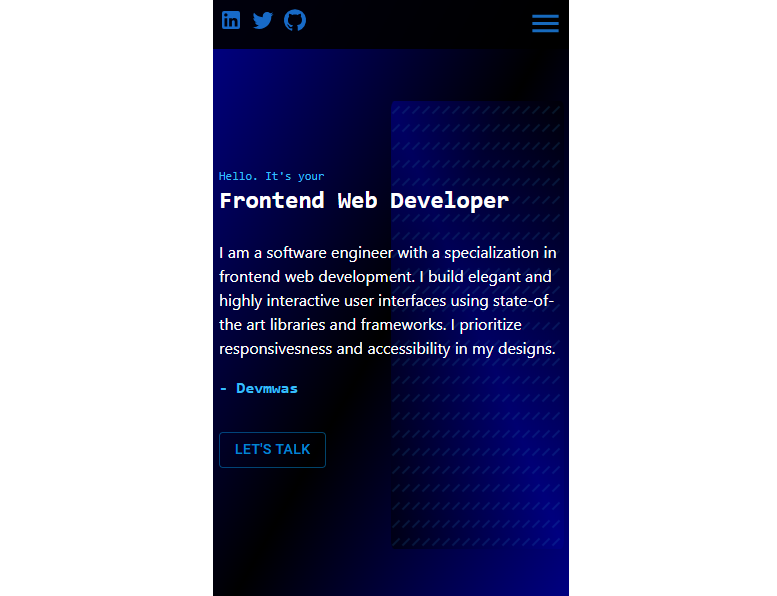 Hello. It's your
Frontend Web Developer
I am a software engineer with a specialization in
frontend web development. I build elegant and
highly interactive user interfaces using state-of-
the art libraries and frameworks. I prioritize
responsivesness and accessibility in my designs.
- Devmwas
LET'S TALK